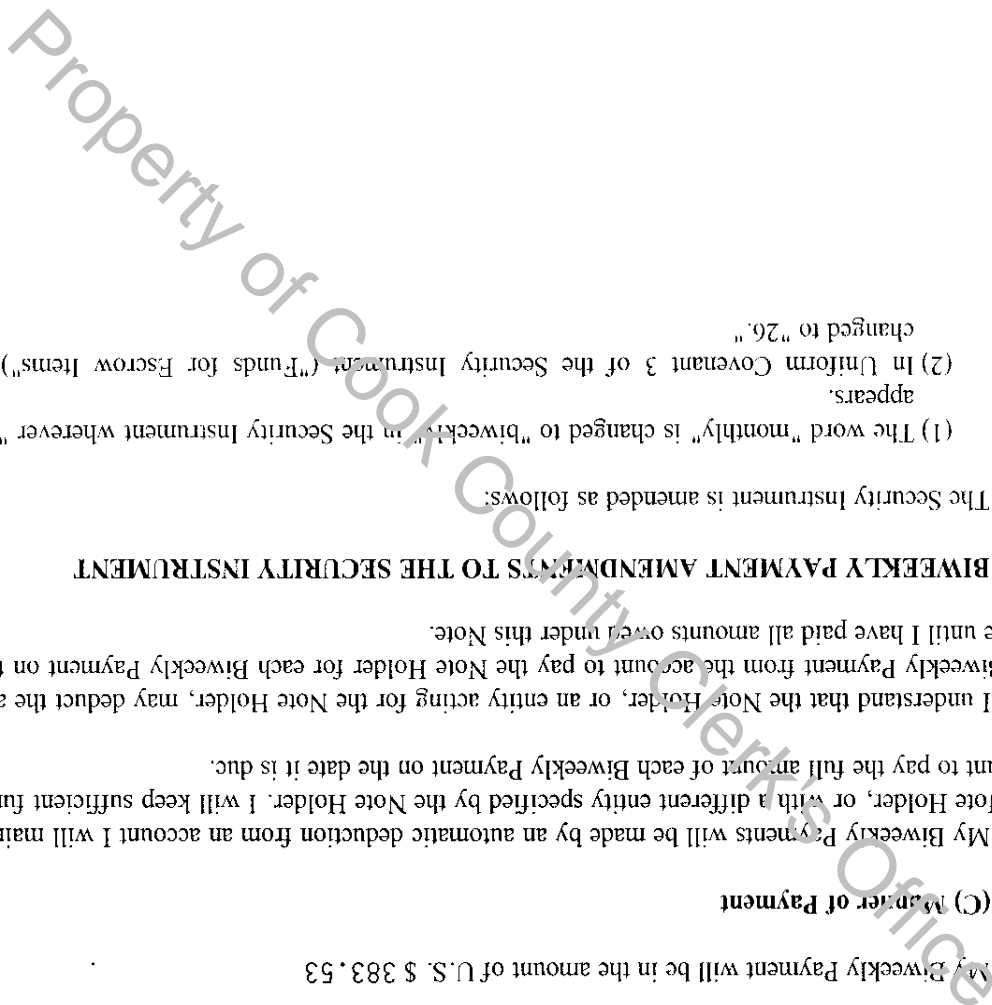 My Biweekly Payment will be in the amount of U.S. $ 383.53
(C) Manner of Payment
My Biweekly Payments will be made by an automatic deduction from an account I will main
Note Holder, or with a different entity specified by the Note Holder. I will keep sufficient fun
unt to pay the full amount of each Biweekly Payment on the date it is due.
I understand that the Note Holder, or an entity acting for the Note Holder, may deduct the a
Biweekly Payment from the account to pay the Note Holder for each Biweekly Payment on t
e until I have paid all amounts owed under this Note.
BIWEEKLY PAYMENT AMENDMENTS TO THE SECURITY INSTRUMENT
The Security Instrument is amended as follows:
(1) The word "monthly" is changed to "biweekly" in the Security Instrument wherever "
appears.
(2) In Uniform Covenant 3 of the Security Instrument ("Funds for Escrow Items")
changed to "26."
Property of Cook County Clerk's Office